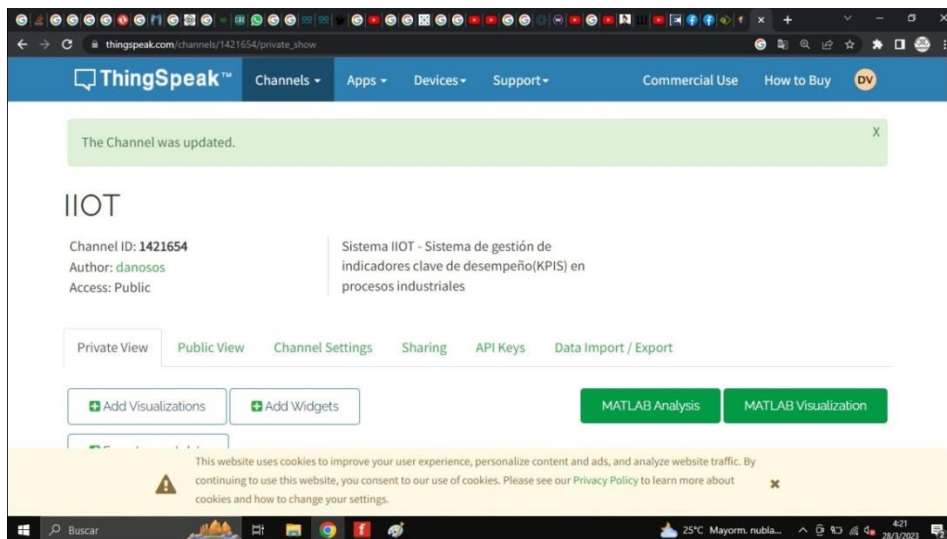 thingspeak.com/channels/1421654/private_show
ThingSpeak™ Channels Apps Devices Support Commercial Use How to Buy DV
The Channel was updated. X
IIOT
Channel ID: 1421654
Author: danosos
Access: Public
Sistema IIOT - Sistema de gestión de
indicadores clave de desempeño(KPIS) en
procesos industriales
Private View Public View Channel Settings Sharing API Keys Data Import / Export
Add Visualizations Add Widgets MATLAB Analysis MATLAB Visualization
This website uses cookies to improve your user experience, personalize content and ads, and analyze website traffic. By
continuing to use this website, you consent to our use of cookies. Please see our Privacy Policy to learn more about
cookies and how to change your settings.
Buscar 25°C Mayorm. nubla... 4:21
28/3/2023